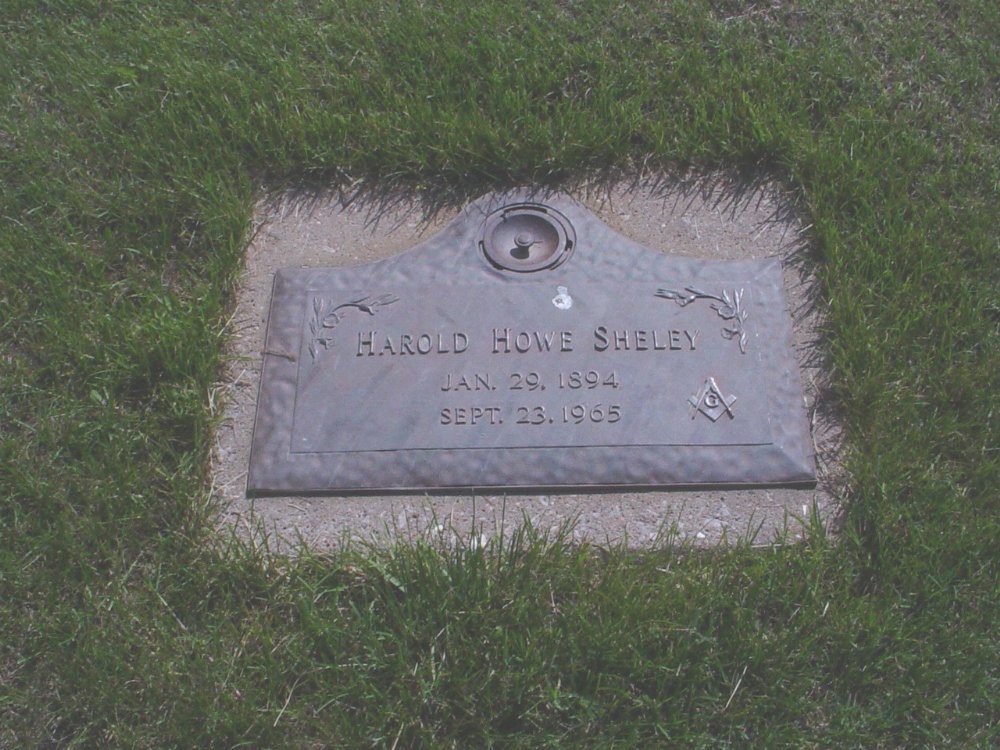 Harold Howe Sheley
JAN. 29, 1894
SEPT. 23, 1965
G